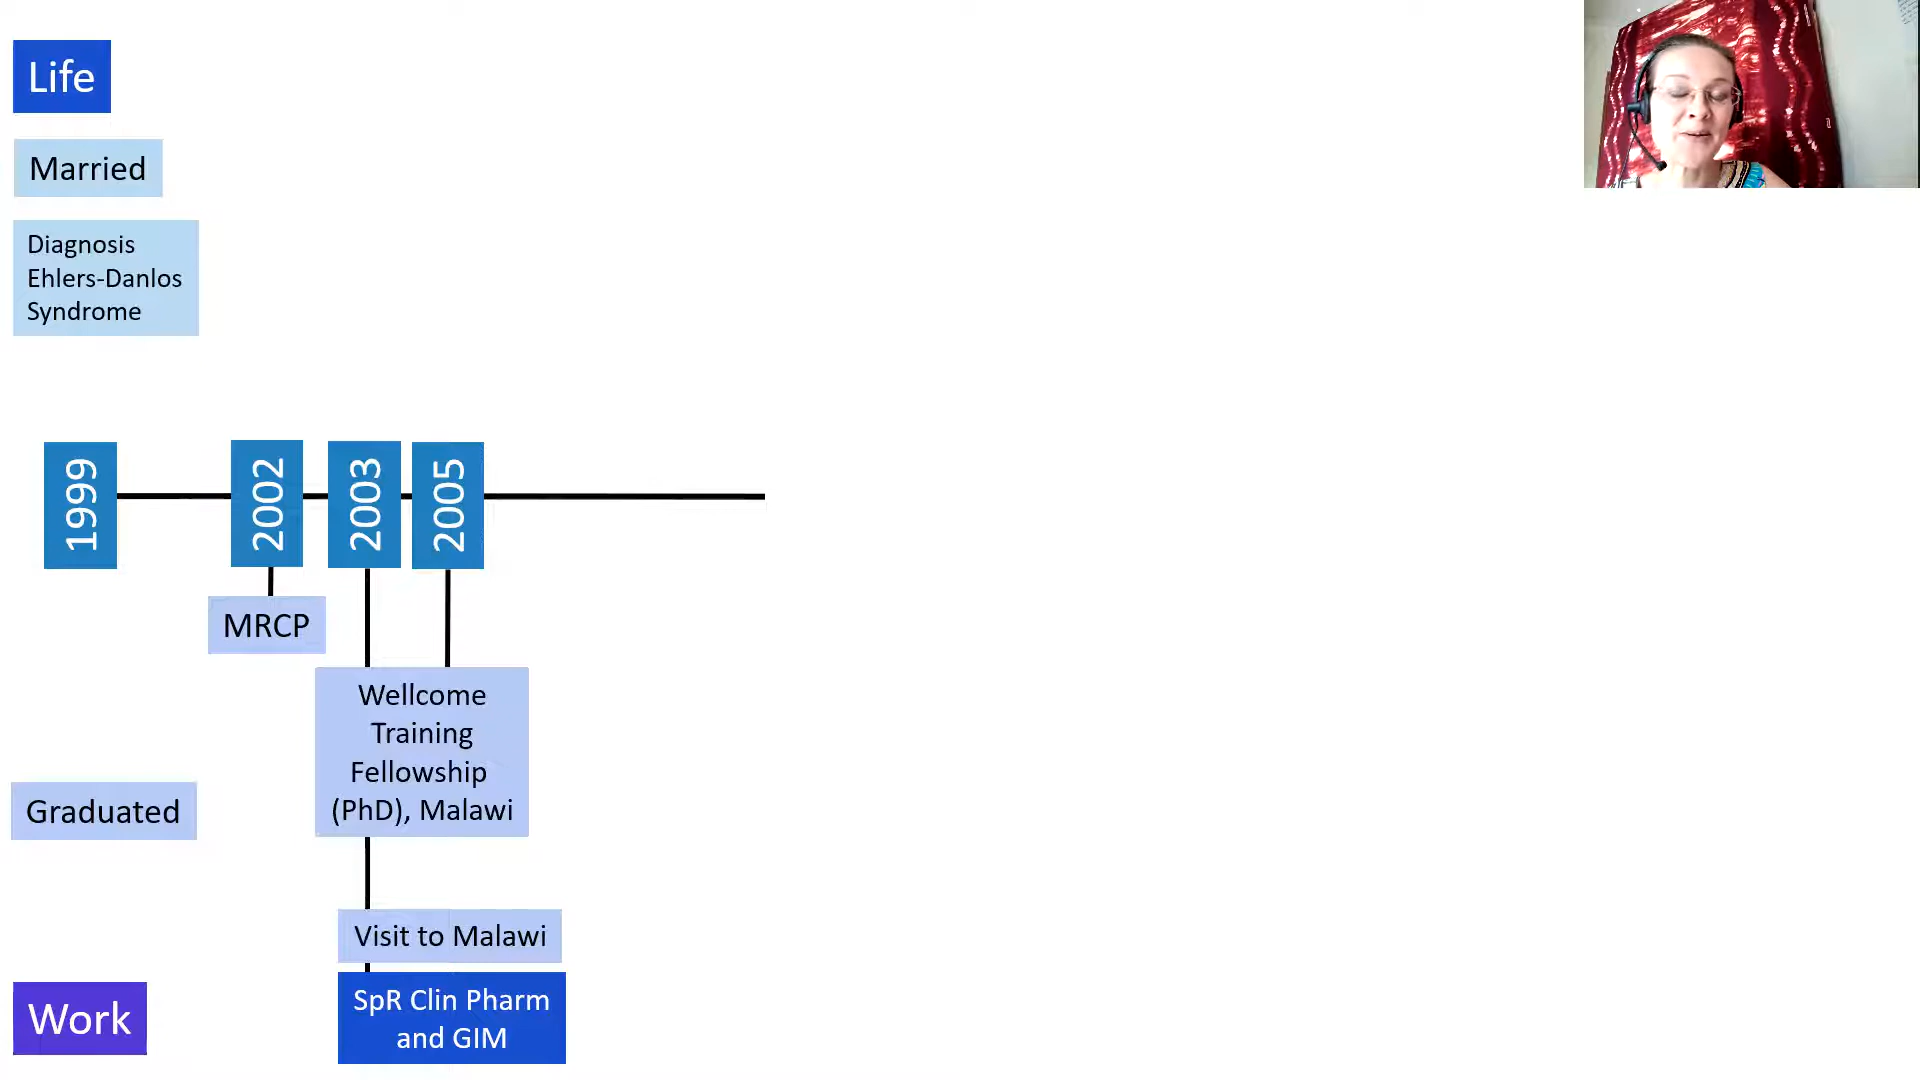 Life
Married
Diagnosis
Ehlers-Danlos
Syndrome
1999
2002
2003
2005
MRCP
Wellcome
Training
Fellowship
(PhD), Malawi
Graduated
Visit to Malawi
SpR Clin Pharm
and GIM
Work